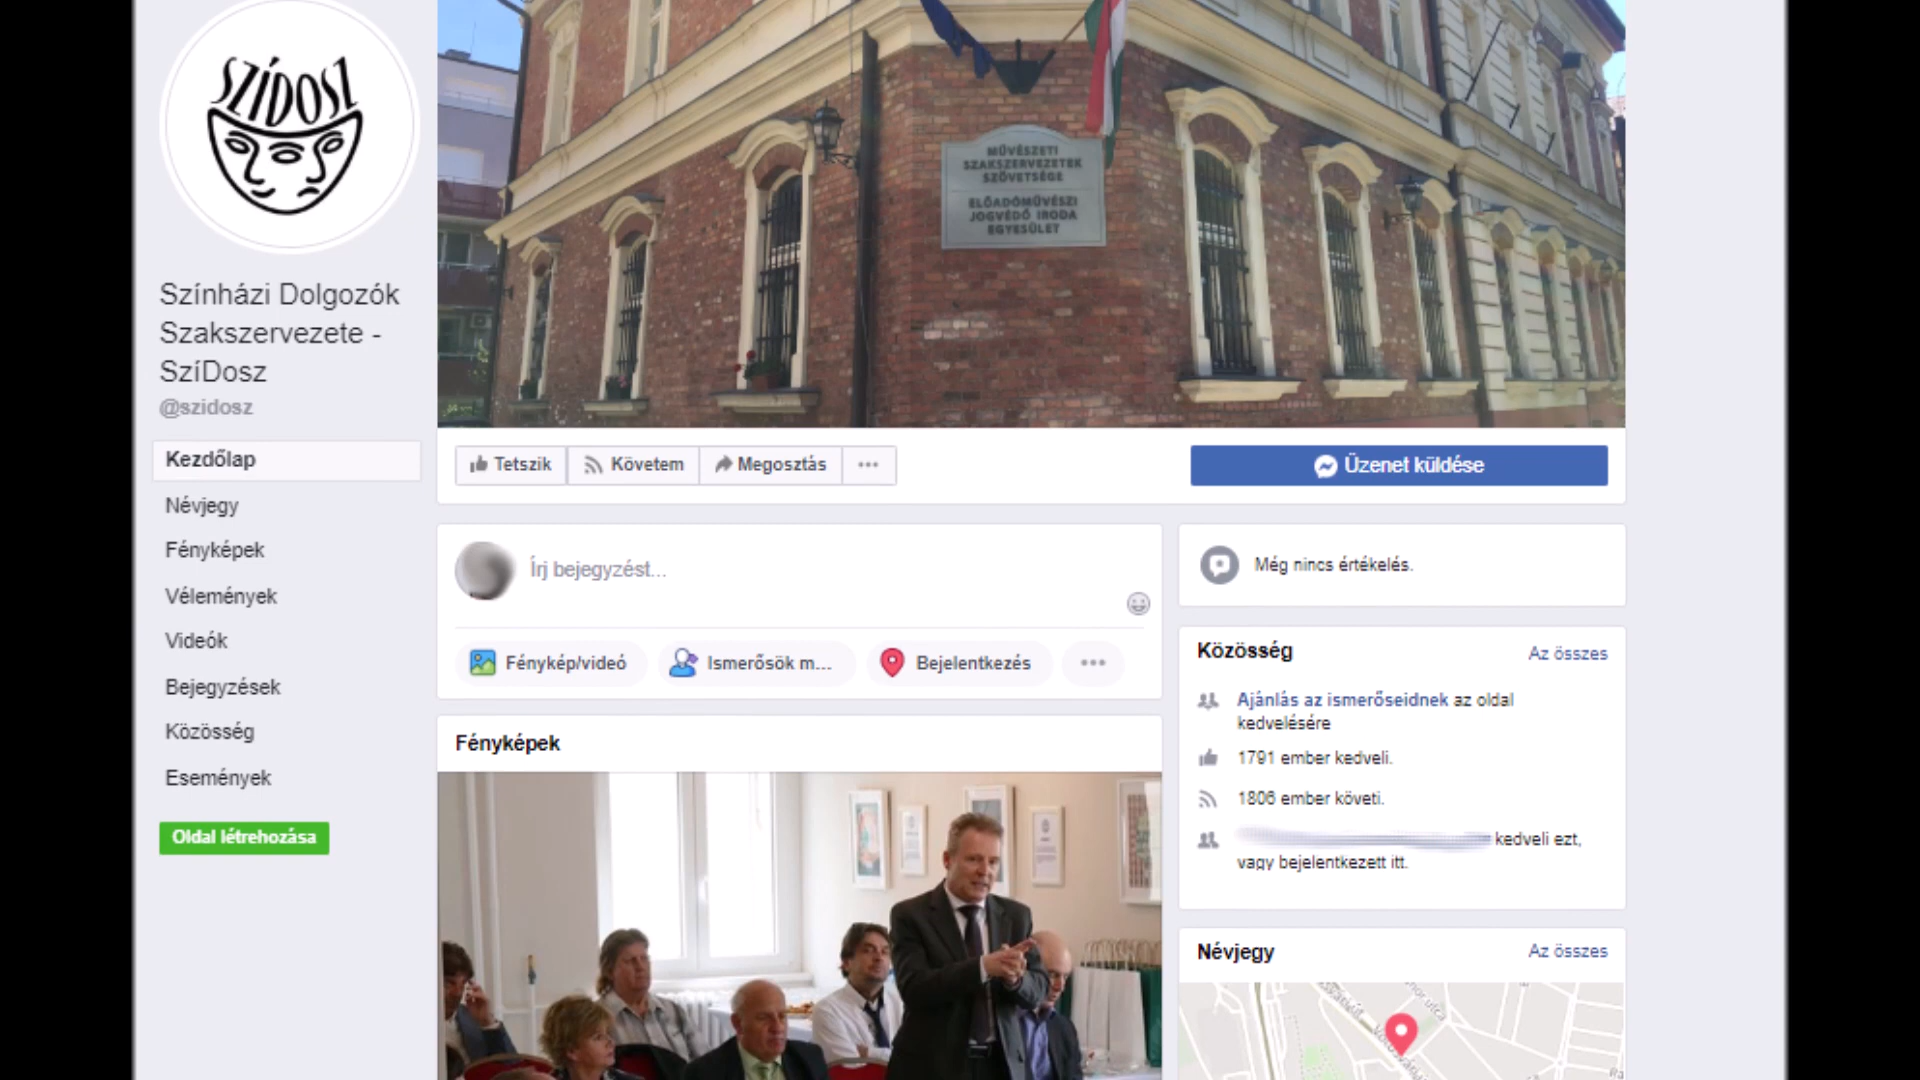 SZÍDOSZ
Színházi Dolgozók
Szakszervezete -
SzíDosz
@szidosz
Kezdőlap
Névjegy
Fényképek
Vélemények
Videók
Bejegyzések
Közösség
Események
Oldal létrehozása
MŰVÉSZETI
SZAKSZERVEZETEK
SZÖVETSÉGE
ELŐADÓMŰVÉSZI
JOGVÉDŐ IRODA
EGYESÜLET
Tetszik
Követem
Megosztás
Üzenet küldése
Írj bejegyzést...
Fénykép/videó
Ismerősök m...
Bejelentkezés
Fényképek
Még nincs értékelés.
Közösség
Az összes
Ajánlás az ismerőseidnek az oldal
kedvelésére
1791 ember kedveli.
1806 ember követi.
kedveli ezt,
vagy bejelentkezett itt.
Névjegy
Az összes